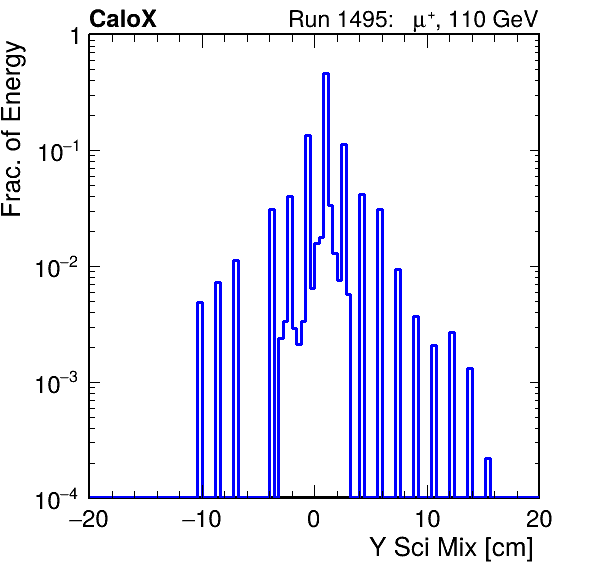 CaloX Run 1495: μ⁺, 110 GeV
Frac. of Energy
1
10⁻¹
10⁻²
10⁻³
10⁻⁴
−20 −10 0 10 20
Y Sci Mix [cm]